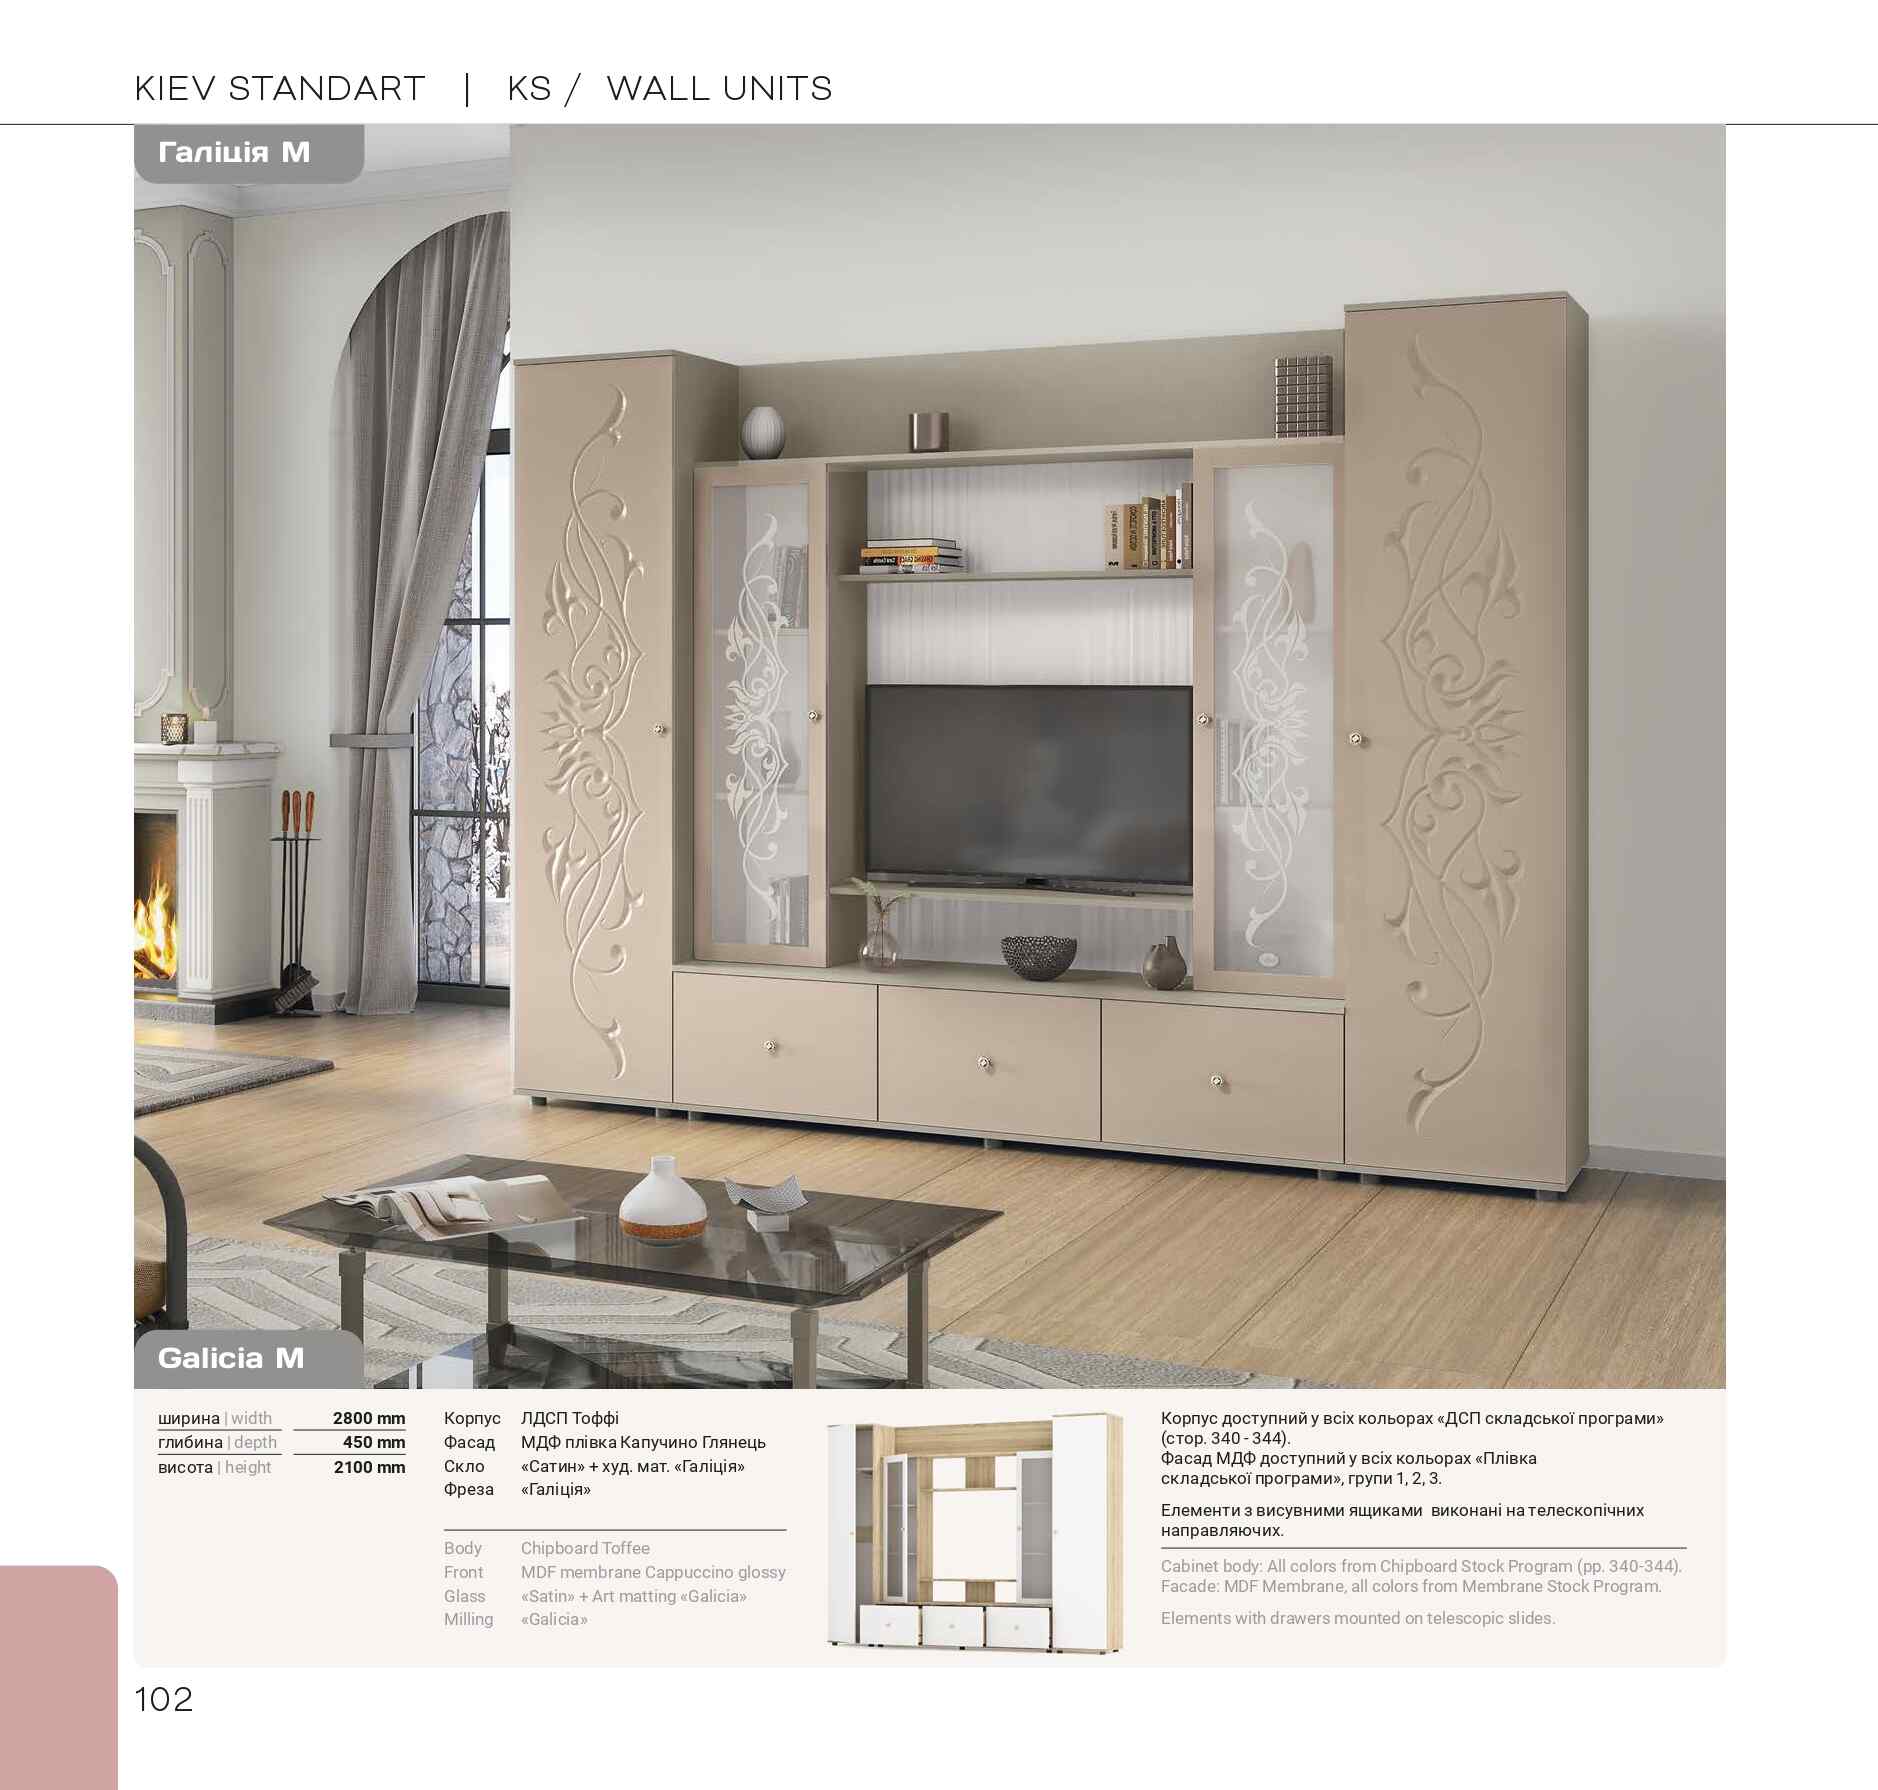 KIEV STANDART | KS / WALL UNITS
Галіція М
Galicia M
ширина | width 2800 mm
глибина | depth 450 mm
висота | height 2100 mm
Корпус ЛДСП Тоффі
Фасад МДФ плівка Капучино Глянець
Скло «Сатин» + худ. мат. «Галіція»
Фреза «Галіція»
Body Chipboard Toffee
Front MDF membrane Cappuccino glossy
Glass «Satin» + Art matting «Galicia»
Milling «Galicia»
Корпус доступний у всіх кольорах «ДСП складської програми»
(стор. 340 - 344).
Фасад МДФ доступний у всіх кольорах «Плівка
складської програми», групи 1, 2, 3.
Елементи з висувними ящиками виконані на телескопічних
направляючих.
Cabinet body: All colors from Chipboard Stock Program (pp. 340-344).
Facade: MDF Membrane, all colors from Membrane Stock Program.
Elements with drawers mounted on telescopic slides.
102